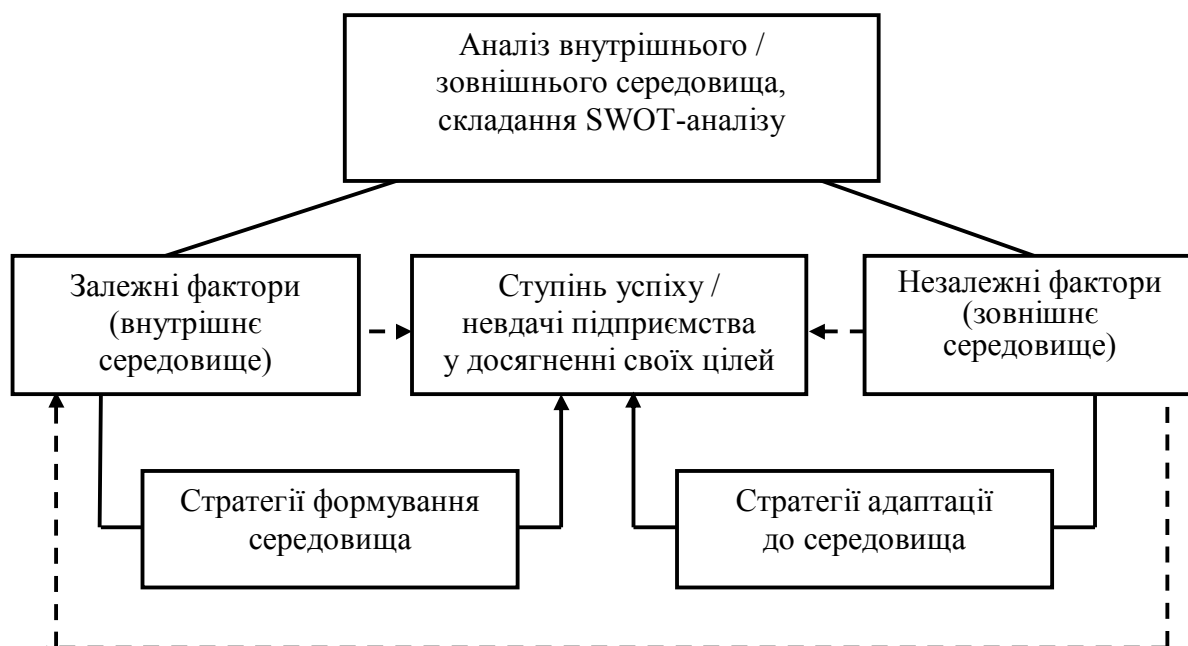 Аналіз внутрішнього /
зовнішнього середовища,
складання SWOT-аналізу
Залежні фактори
(внутрішнє
середовище)
Ступінь успіху /
невдачі підприємства
у досягненні своїх цілей
Незалежні фактори
(зовнішнє
середовище)
Стратегії формування
середовища
Стратегії адаптації
до середовища